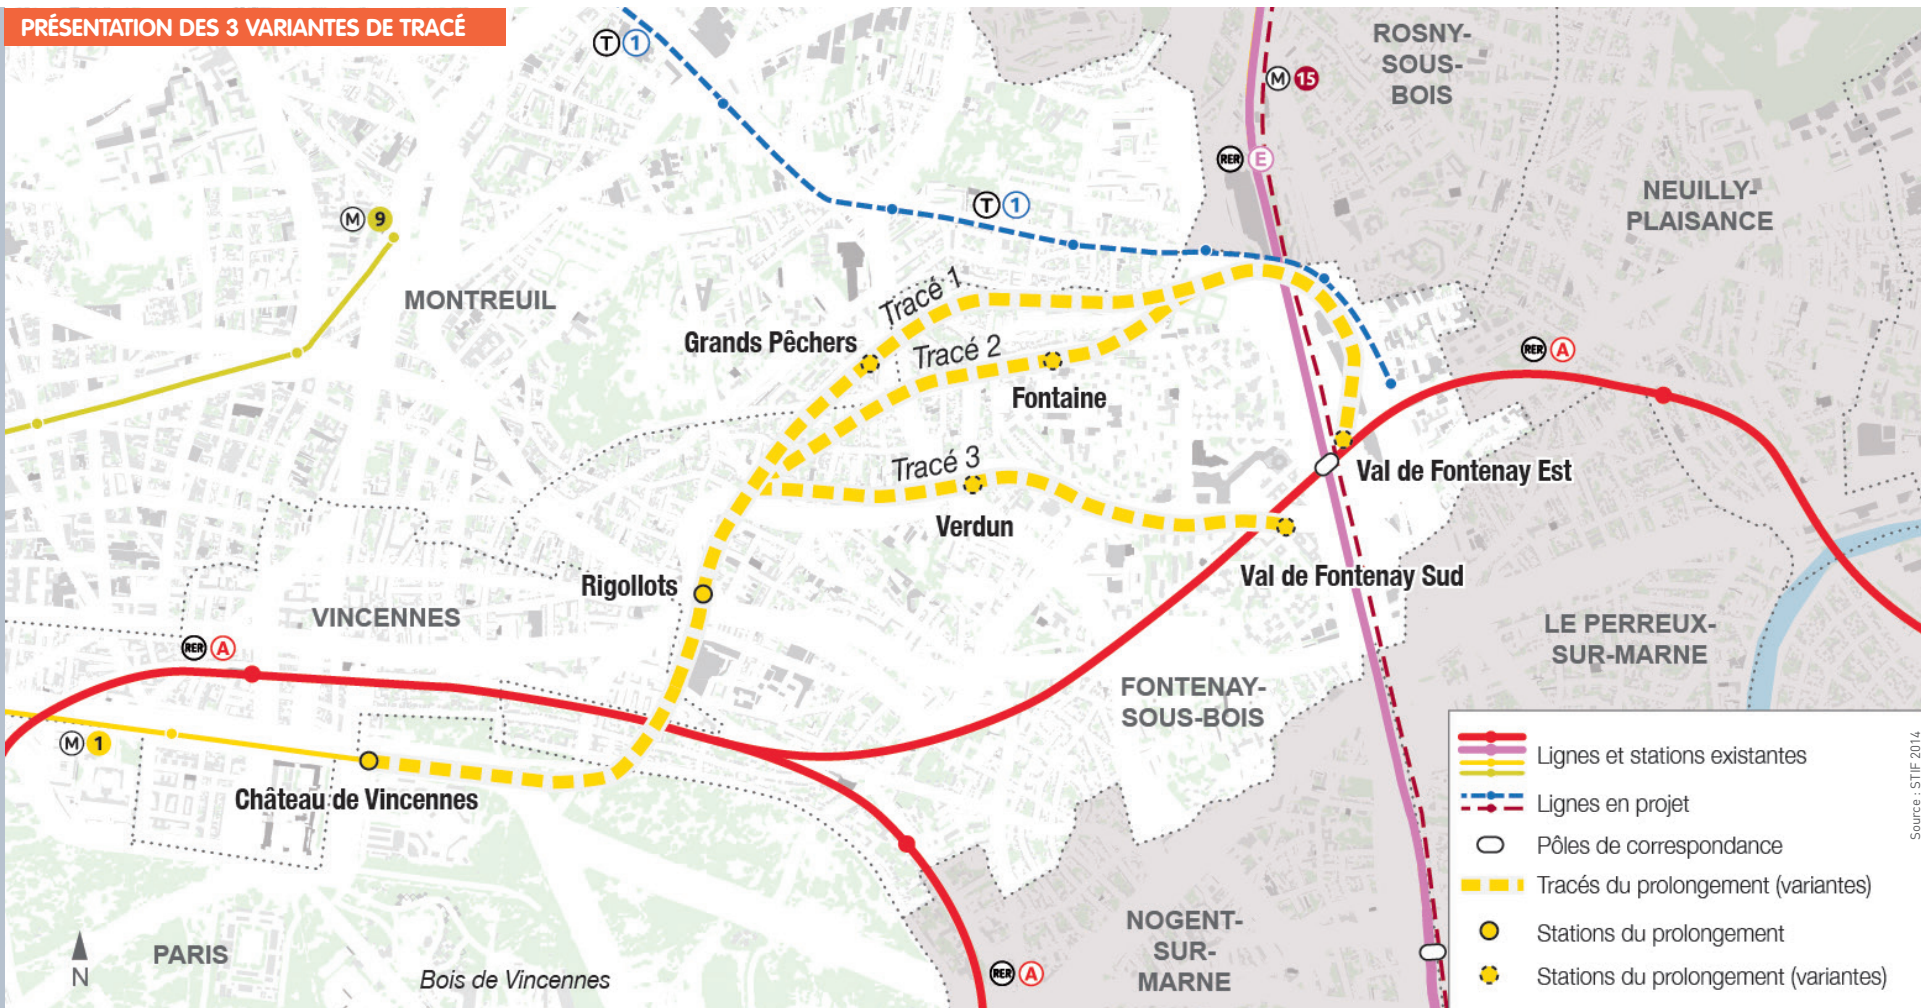 PRÉSENTATION DES 3 VARIANTES DE TRACÉ
T 1
ROSNY-
SOUS-
BOIS
M 15
RER E
NEUILLY-
PLAISANCE
T 1
M 9
MONTREUIL
Tracé 1
Grands Pêchers
Tracé 2
Fontaine
RER A
Tracé 3
Verdun
Val de Fontenay Est
Val de Fontenay Sud
Rigollots
VINCENNES
RER A
LE PERREUX-
SUR-MARNE
FONTENAY-
SOUS-BOIS
M 1
Château de Vincennes
NOGENT-
SUR-
MARNE
PARIS
N
Bois de Vincennes
RER A
Lignes et stations existantes
Lignes en projet
Pôles de correspondance
Tracés du prolongement (variantes)
Stations du prolongement
Stations du prolongement (variantes)
Source : STIF 2014